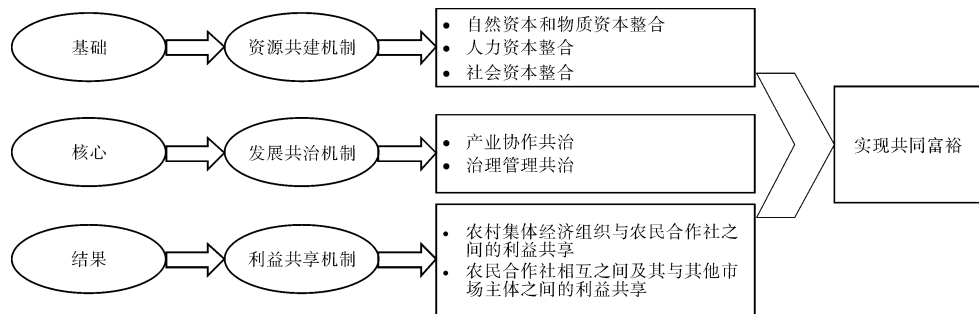 基础
资源共建机制
• 自然资本和物质资本整合
• 人力资本整合
• 社会资本整合
核心
发展共治机制
• 产业协作共治
• 治理管理共治
结果
利益共享机制
• 农村集体经济组织与农民合作社之
间的利益共享
• 农民合作社相互之间及其与其他市
场主体之间的利益共享
实现共同富裕